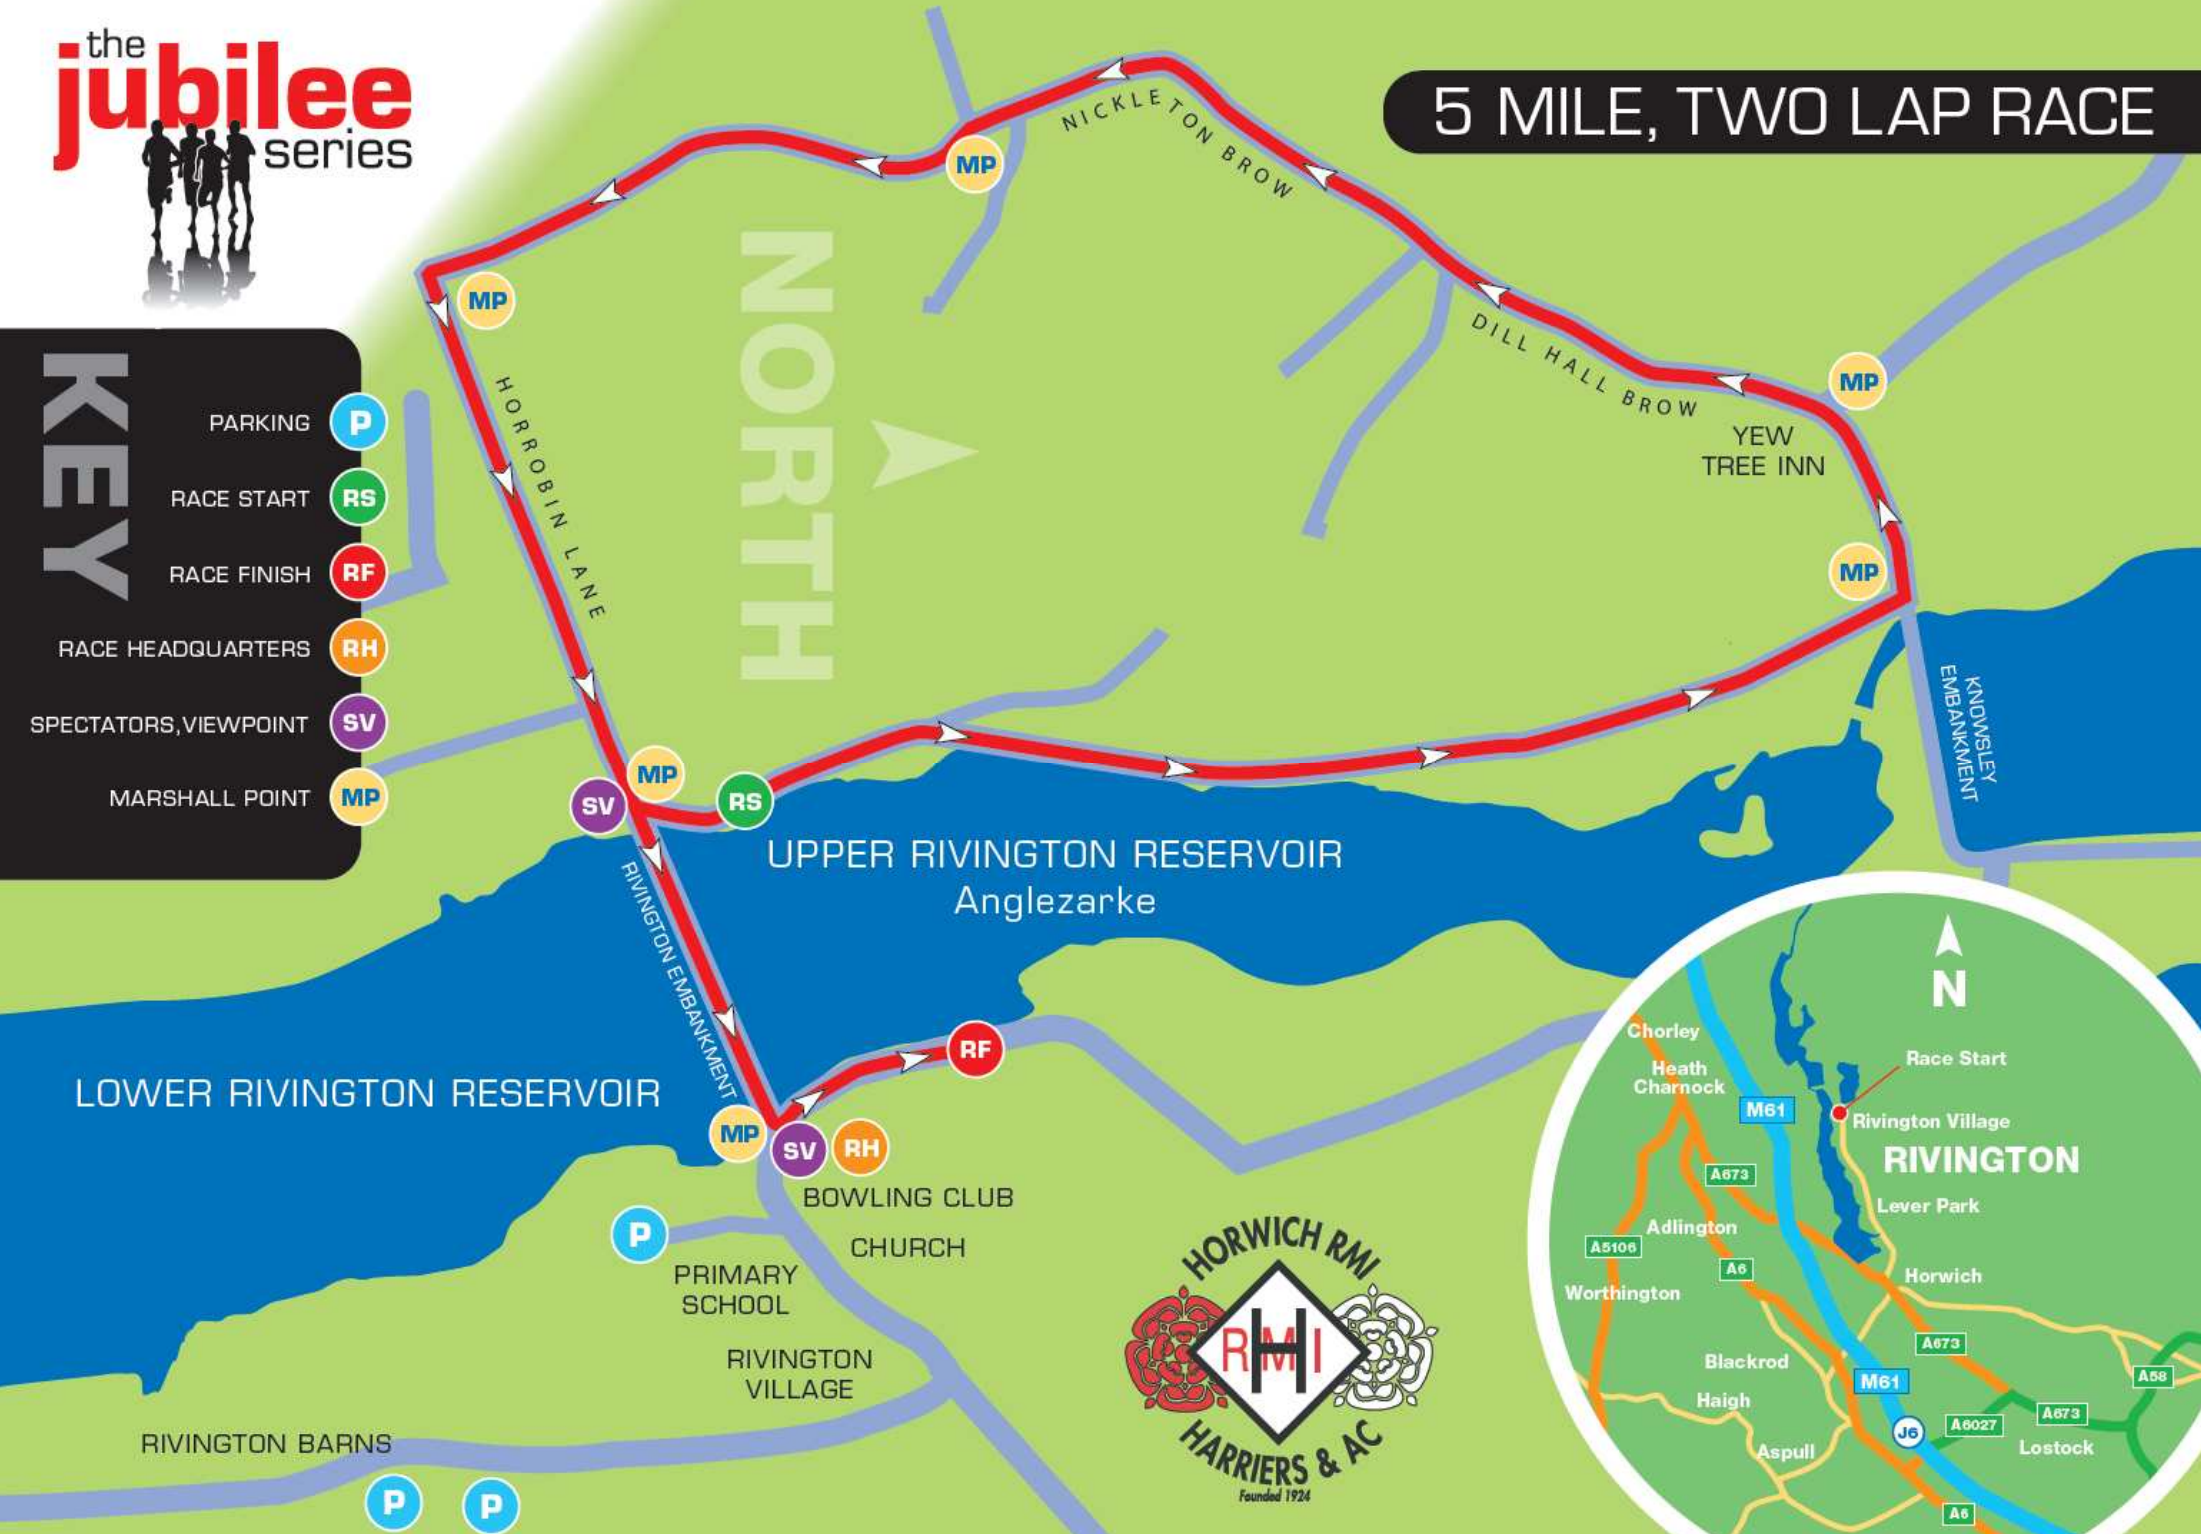 the
jubilee
series
5 MILE, TWO LAP RACE
KEY
PARKING P
RACE START RS
RACE FINISH RF
RACE HEADQUARTERS RH
SPECTATORS,VIEWPOINT SV
MARSHALL POINT MP
NICKLETON BROW
MP
MP
NORTH
HORROBIN LANE
DILL HALL BROW
MP
YEW
TREE INN
MP
KNOWSLEY
EMBANKMENT
MP
SV
RS
UPPER RIVINGTON RESERVOIR
Anglezarke
RIVINGTON EMBANKMENT
LOWER RIVINGTON RESERVOIR
RF
MP
SV
RH
BOWLING CLUB
CHURCH
P
PRIMARY
SCHOOL
RIVINGTON
VILLAGE
RIVINGTON BARNS
P
P
HORWICH RMI
RMI
H
HARRIERS & AC
Founded 1924
N
Chorley
Heath
Charnock
M61
Race Start
Rivington Village
RIVINGTON
A673
Lever Park
Adlington
A5106
A6
Horwich
Worthington
A673
Blackrod
M61
A58
Haigh
A673
A6027
J6
Lostock
Aspull
A6